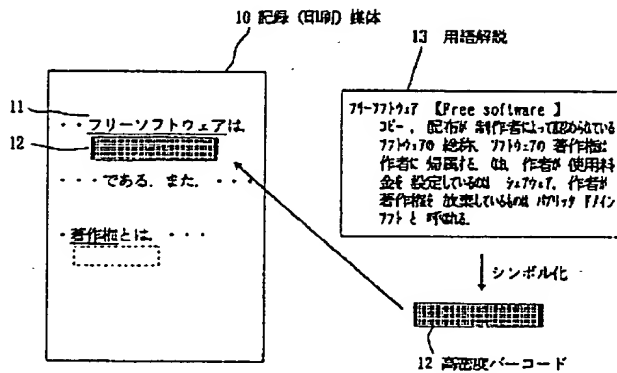 10 記録(印刷)媒体
11
・・フリーソフトウェアは、
12
・・・・である. また. ・・・・
・著作権とは、・・・・
13 用語解説
フリーソフトウェア 【Free software】
コピー, 配布が 制作者によって認められている
ソフトウェアの 総称. ソフトウェアの 著作権は
作者に 帰属する. なお, 作者が 使用料
金を 設定しているのは シェアウェア, 作者が
著作権を 放棄しているものは パブリック ドメイン
ソフト と 呼ばれる.
シンボル化
12 高密度バーコード